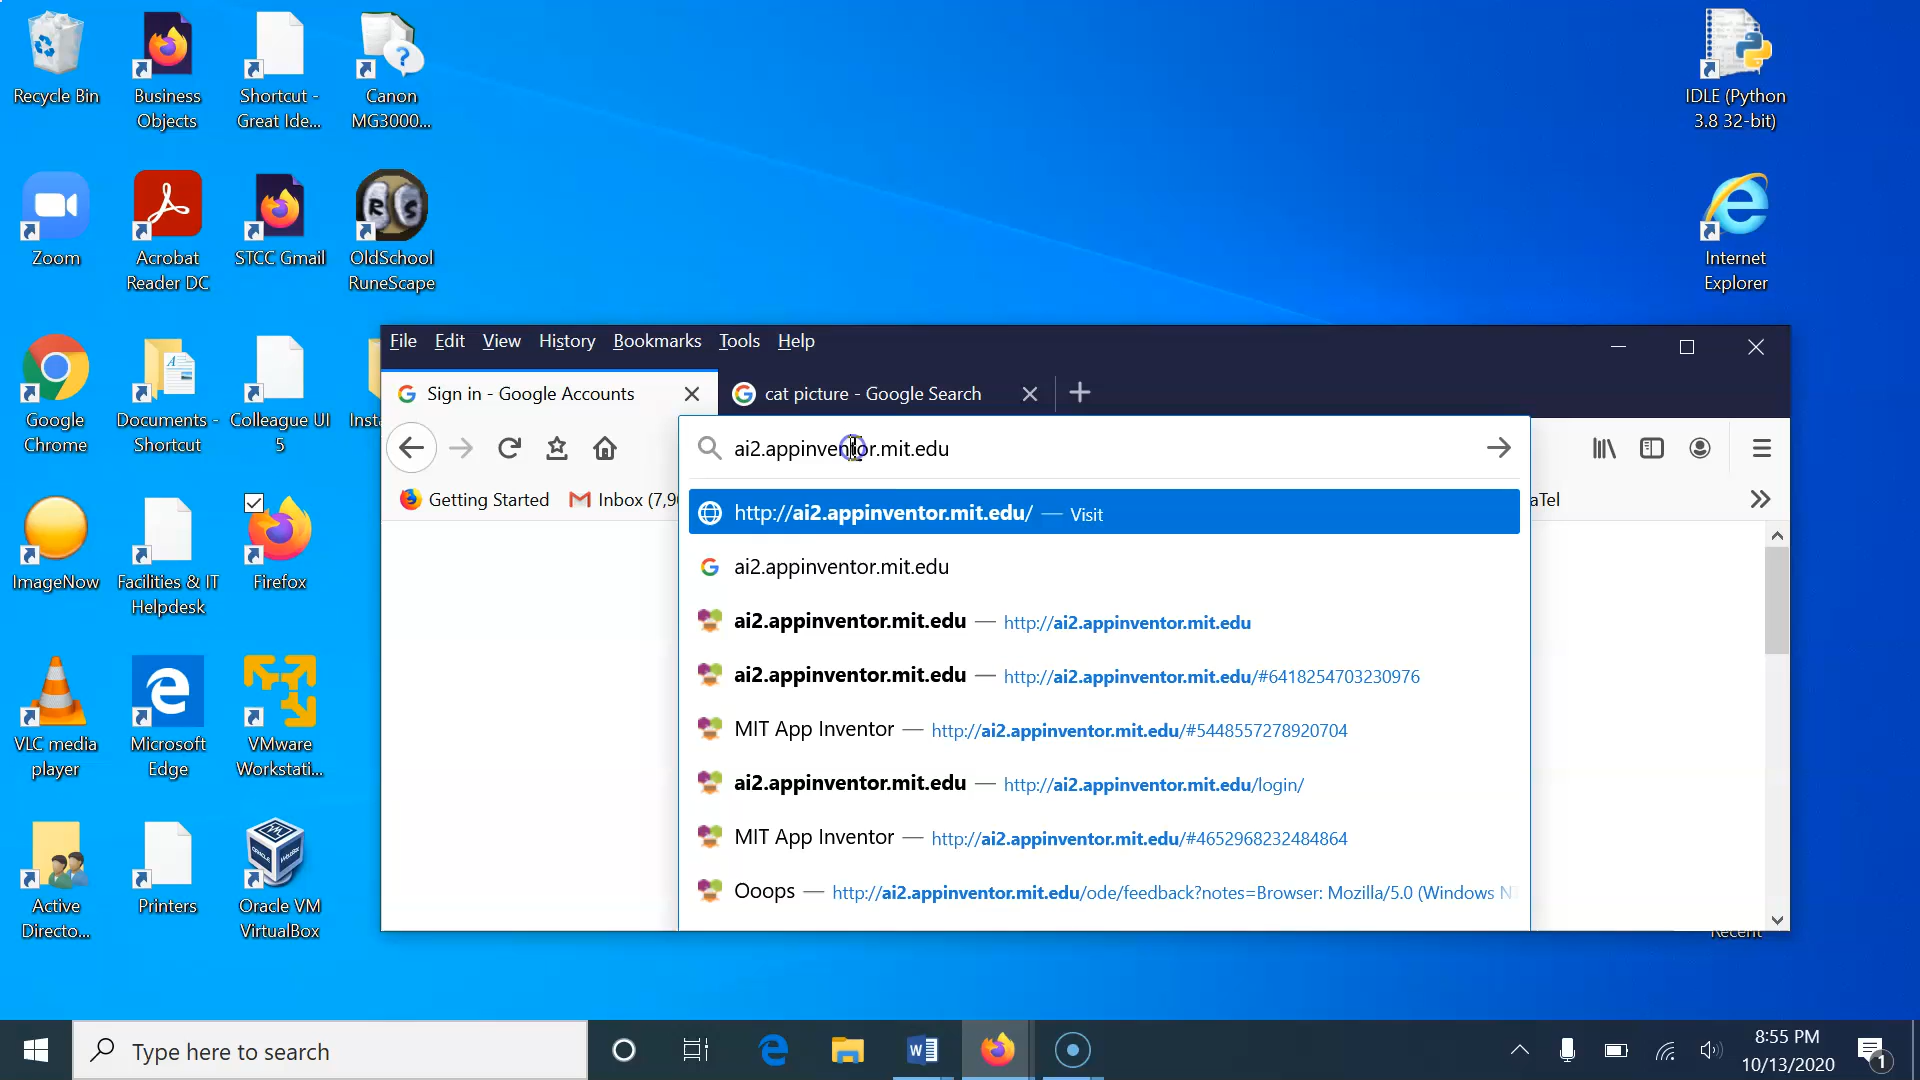 Recycle Bin
Business
Objects
Shortcut -
Great Ide...
Canon
MG3000...
IDLE (Python
3.8 32-bit)
Zoom
Acrobat
Reader DC
STCC Gmail
OldSchool
RuneScape
Internet
Explorer
Google
Chrome
Documents -
Shortcut
Colleague UI
5
File Edit View History Bookmarks Tools Help
Sign in - Google Accounts
cat picture - Google Search
ai2.appinventor.mit.edu
Getting Started
Inbox (7,9
http://ai2.appinventor.mit.edu/ — Visit
ai2.appinventor.mit.edu
ai2.appinventor.mit.edu — http://ai2.appinventor.mit.edu
ai2.appinventor.mit.edu — http://ai2.appinventor.mit.edu/#6418254703230976
MIT App Inventor — http://ai2.appinventor.mit.edu/#5448557278920704
ai2.appinventor.mit.edu — http://ai2.appinventor.mit.edu/login/
MIT App Inventor — http://ai2.appinventor.mit.edu/#4652968232484864
Ooops — http://ai2.appinventor.mit.edu/ode/feedback?notes=Browser: Mozilla/5.0 (Windows N
ImageNow
Facilities & IT
Helpdesk
Firefox
VLC media
player
Microsoft
Edge
VMware
Workstati...
Active
Directo...
Printers
Oracle VM
VirtualBox
Recent
Type here to search
8:55 PM
10/13/2020
1